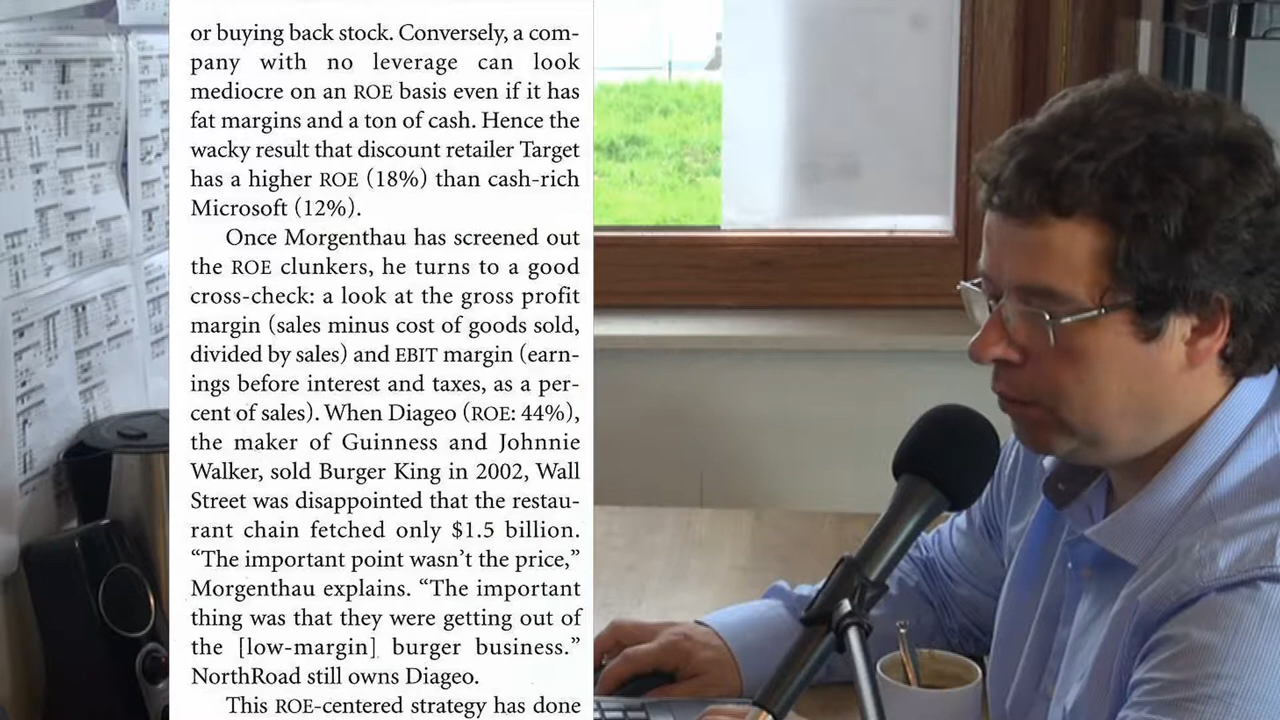 or buying back stock. Conversely, a com-
pany with no leverage can look
mediocre on an ROE basis even if it has
fat margins and a ton of cash. Hence the
wacky result that discount retailer Target
has a higher ROE (18%) than cash-rich
Microsoft (12%).
Once Morgenthau has screened out
the ROE clunkers, he turns to a good
cross-check: a look at the gross profit
margin (sales minus cost of goods sold,
divided by sales) and EBIT margin (earn-
ings before interest and taxes, as a per-
cent of sales). When Diageo (ROE: 44%),
the maker of Guinness and Johnnie
Walker, sold Burger King in 2002, Wall
Street was disappointed that the restau-
rant chain fetched only $1.5 billion.
“The important point wasn’t the price,”
Morgenthau explains. “The important
thing was that they were getting out of
the [low-margin] burger business.”
NorthRoad still owns Diageo.
This ROE-centered strategy has done